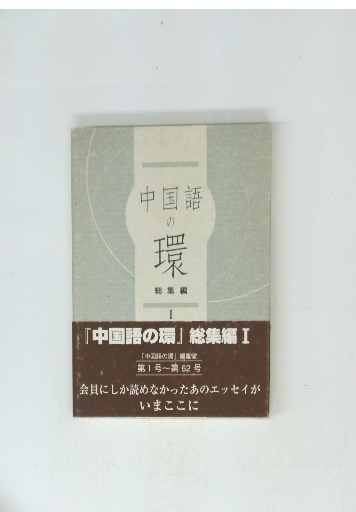 中国語
の
環
総集編
I
『中国語の環』総集編 I
「中国語の環」編集室
第1号〜第62号
会員にしか読めなかったあのエッセイが
いまここに